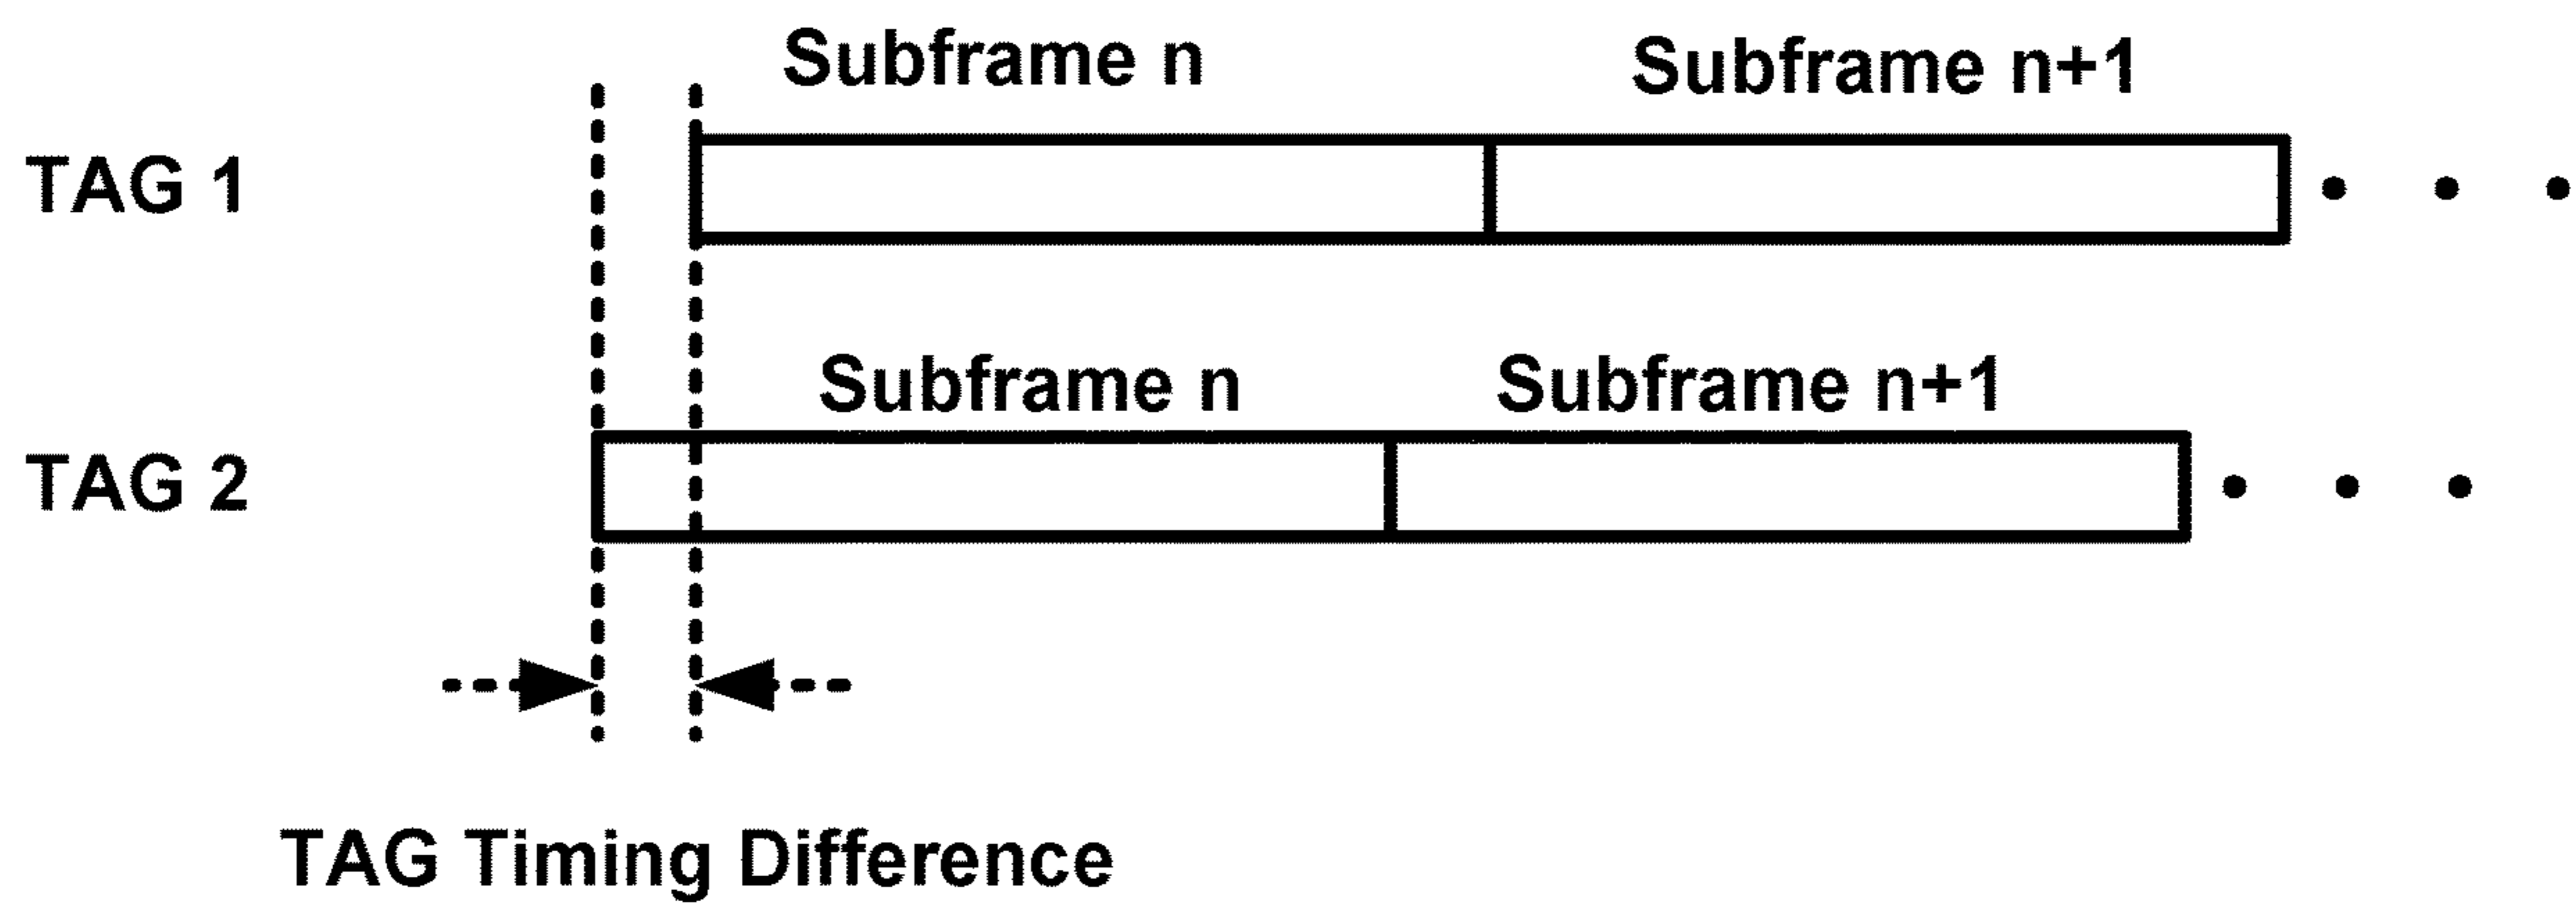 Subframe n
Subframe n+1
TAG 1
Subframe n
Subframe n+1
TAG 2
TAG Timing Difference